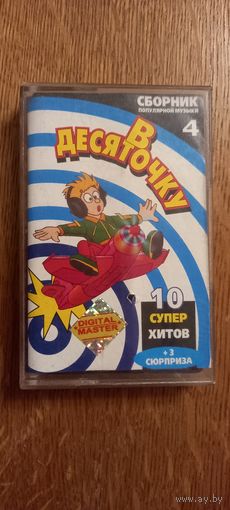 СБОРНИК
ПОПУЛЯРНОЙ МУЗЫКИ
4
В
ДЕСЯТОЧКУ
10
СУПЕР
ХИТОВ
+ 3
СЮРПРИЗА
DIGITAL
MASTER
www.ay.by